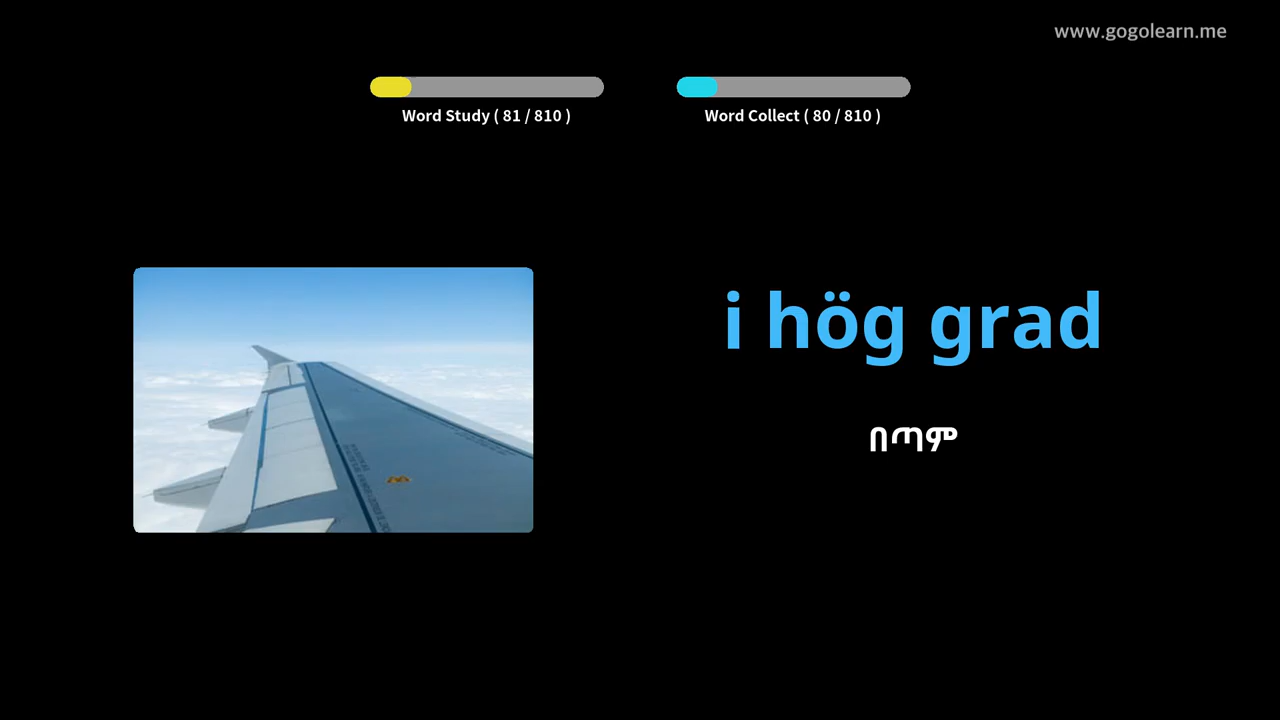 www.gogolearn.me
Word Study ( 81 / 810 )
Word Collect ( 80 / 810 )
i hög grad
በጣም